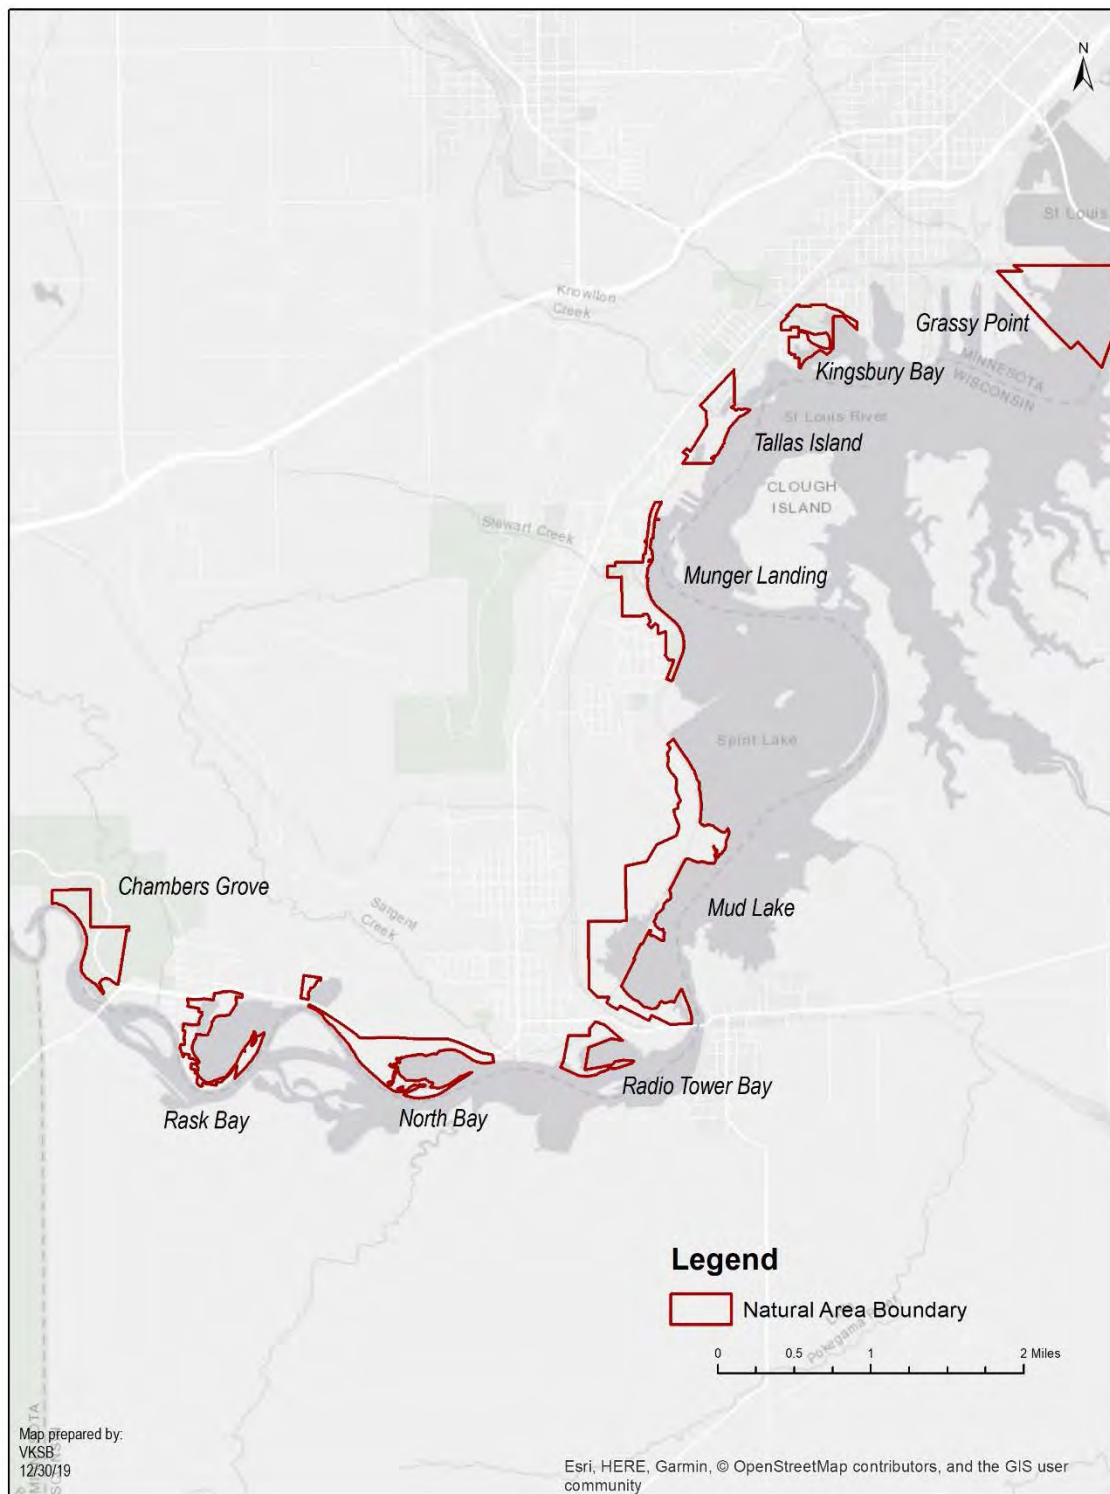 N
St Louis
Knowlton
Creek
Grassy Point
MINNESOTA
WISCONSIN
Kingsbury Bay
St Louis River
Tallas Island
CLOUGH
ISLAND
Stewart Creek
Munger Landing
Spirit Lake
Chambers Grove
Sargent
Creek
Mud Lake
Radio Tower Bay
North Bay
Rask Bay
Legend
Natural Area Boundary
Pokegama
0 0.5 1 2 Miles
Map prepared by:
VKSB
12/30/19
Esri, HERE, Garmin, © OpenStreetMap contributors, and the GIS user
community